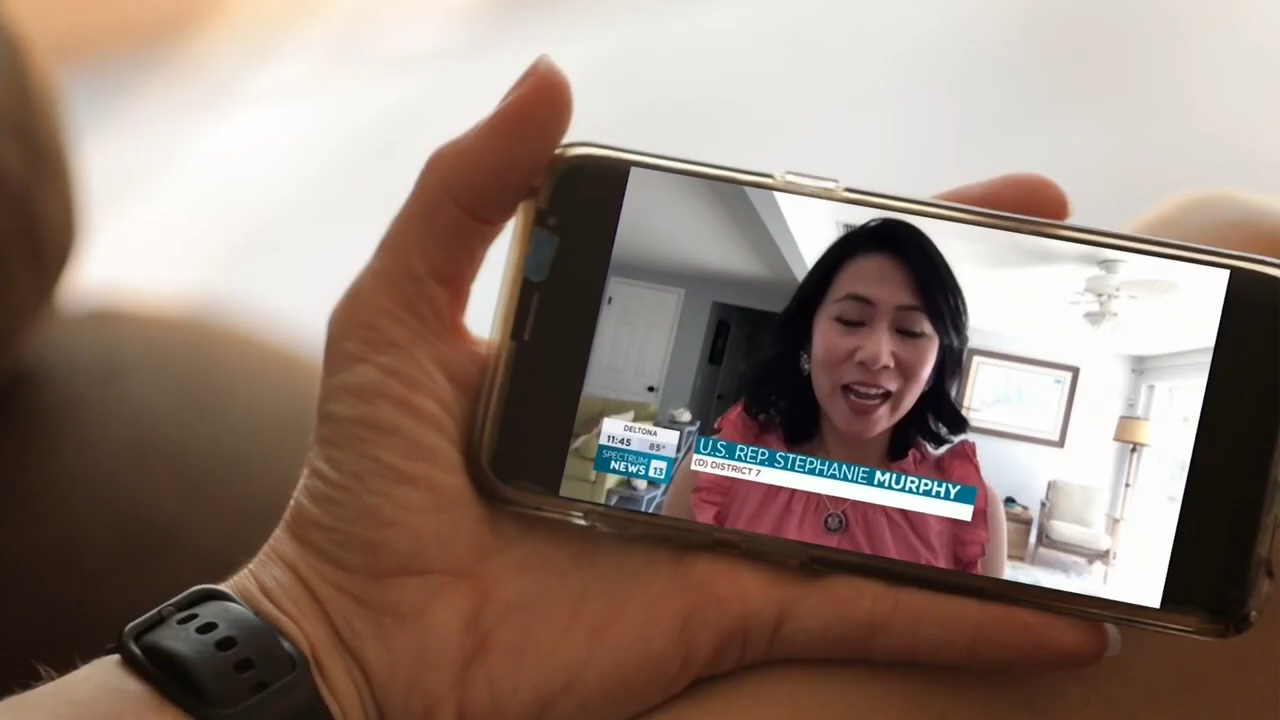 DELTONA
11:45 85°
SPECTRUM
NEWS 13
U.S. REP. STEPHANIE MURPHY
(D) DISTRICT 7